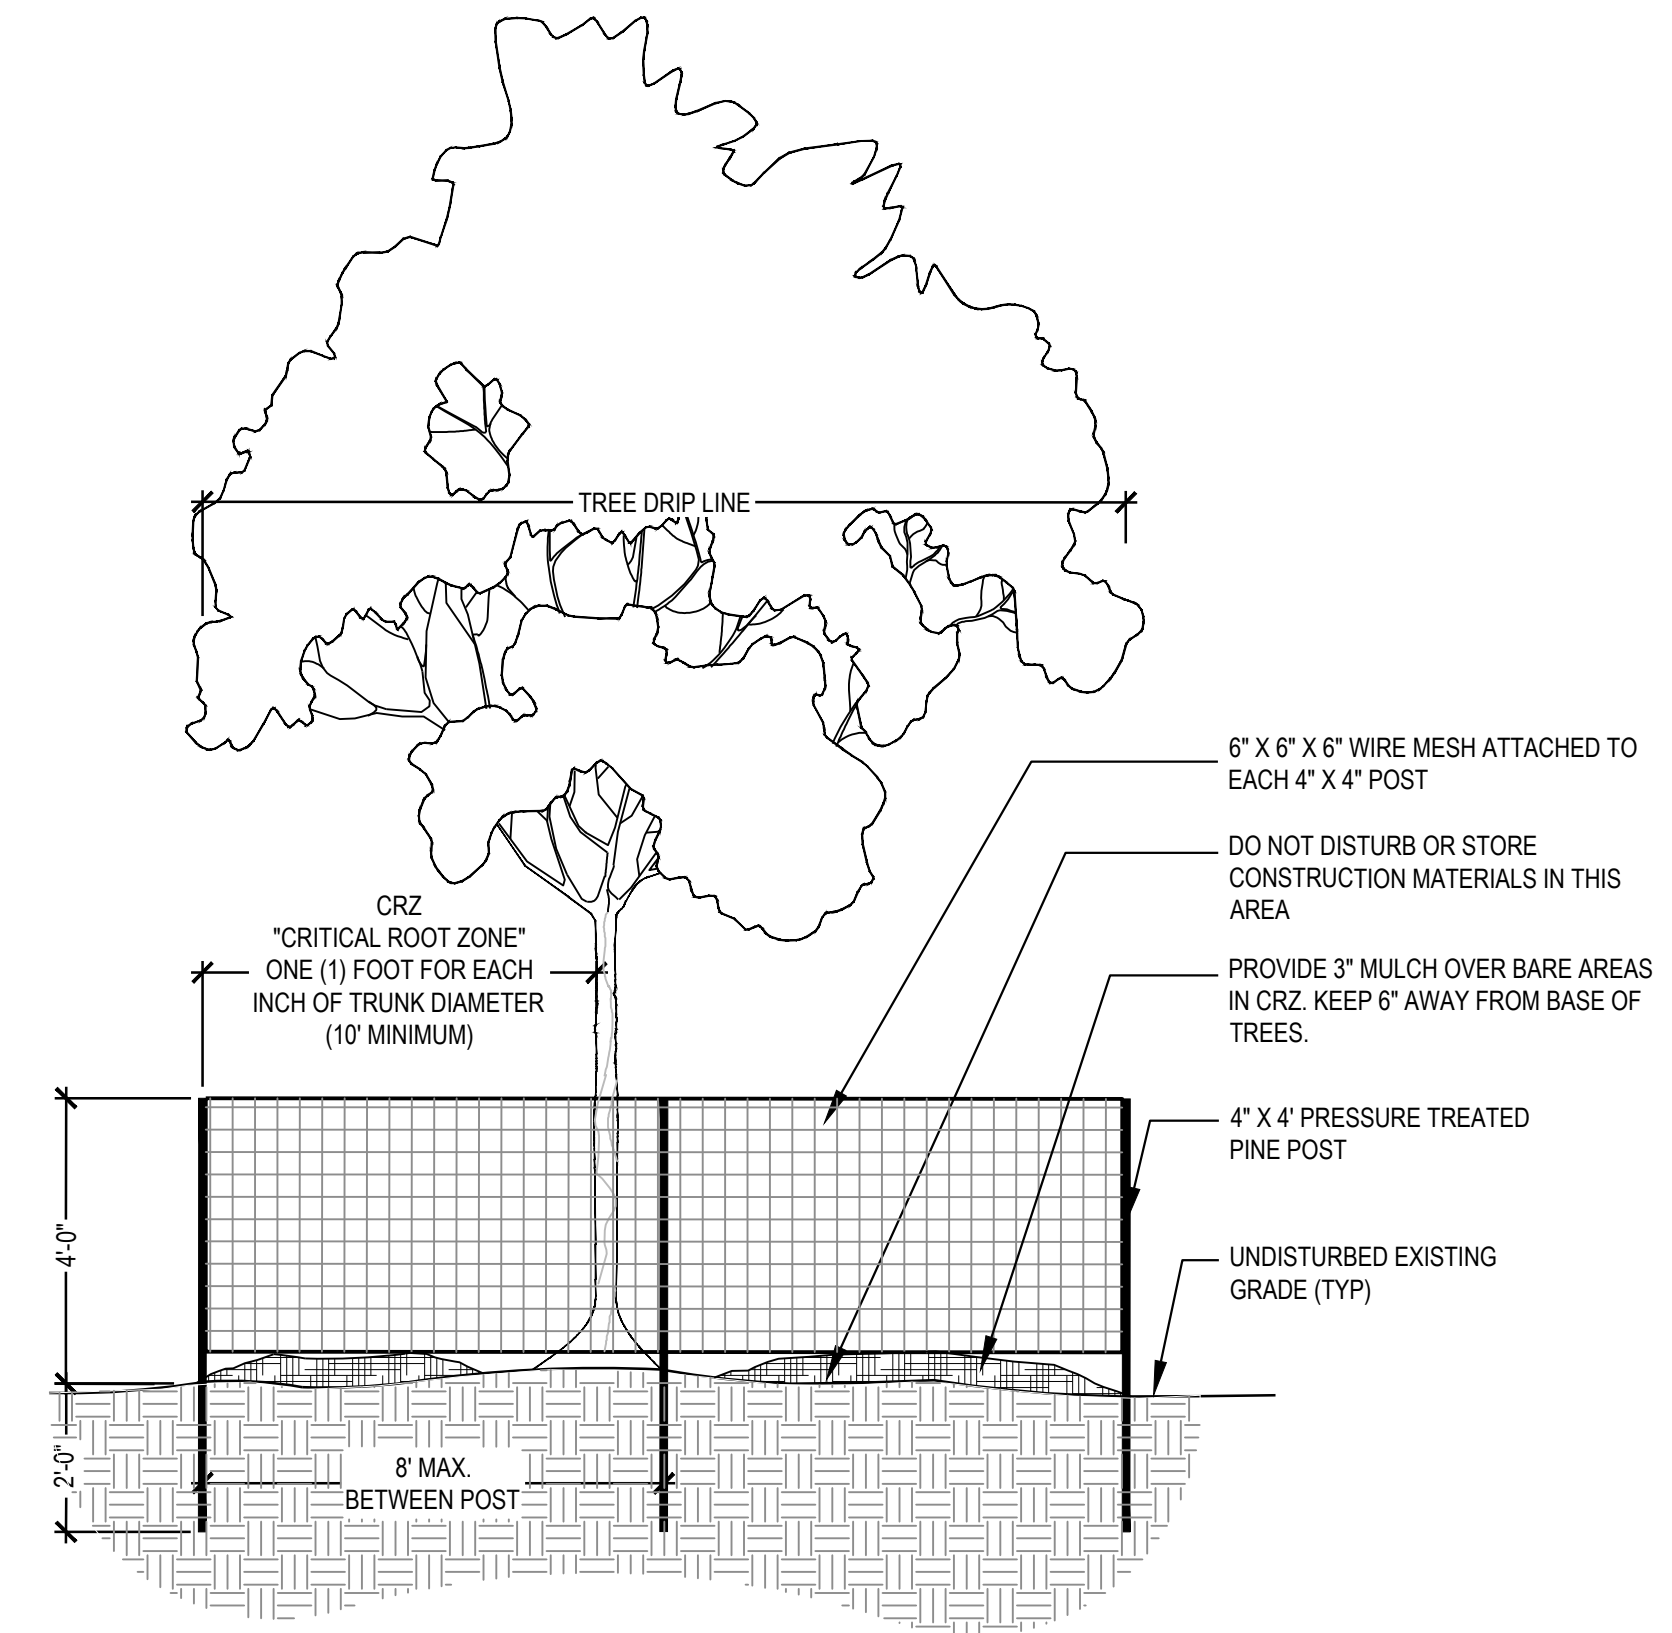 TREE DRIP LINE
6" X 6" X 6" WIRE MESH ATTACHED TO
EACH 4" X 4" POST
DO NOT DISTURB OR STORE
CONSTRUCTION MATERIALS IN THIS
AREA
CRZ
"CRITICAL ROOT ZONE"
ONE (1) FOOT FOR EACH
INCH OF TRUNK DIAMETER
(10' MINIMUM)
PROVIDE 3" MULCH OVER BARE AREAS
IN CRZ. KEEP 6" AWAY FROM BASE OF
TREES.
4" X 4' PRESSURE TREATED
PINE POST
4'-0"
UNDISTURBED EXISTING
GRADE (TYP)
2'-0"
8' MAX.
BETWEEN POST